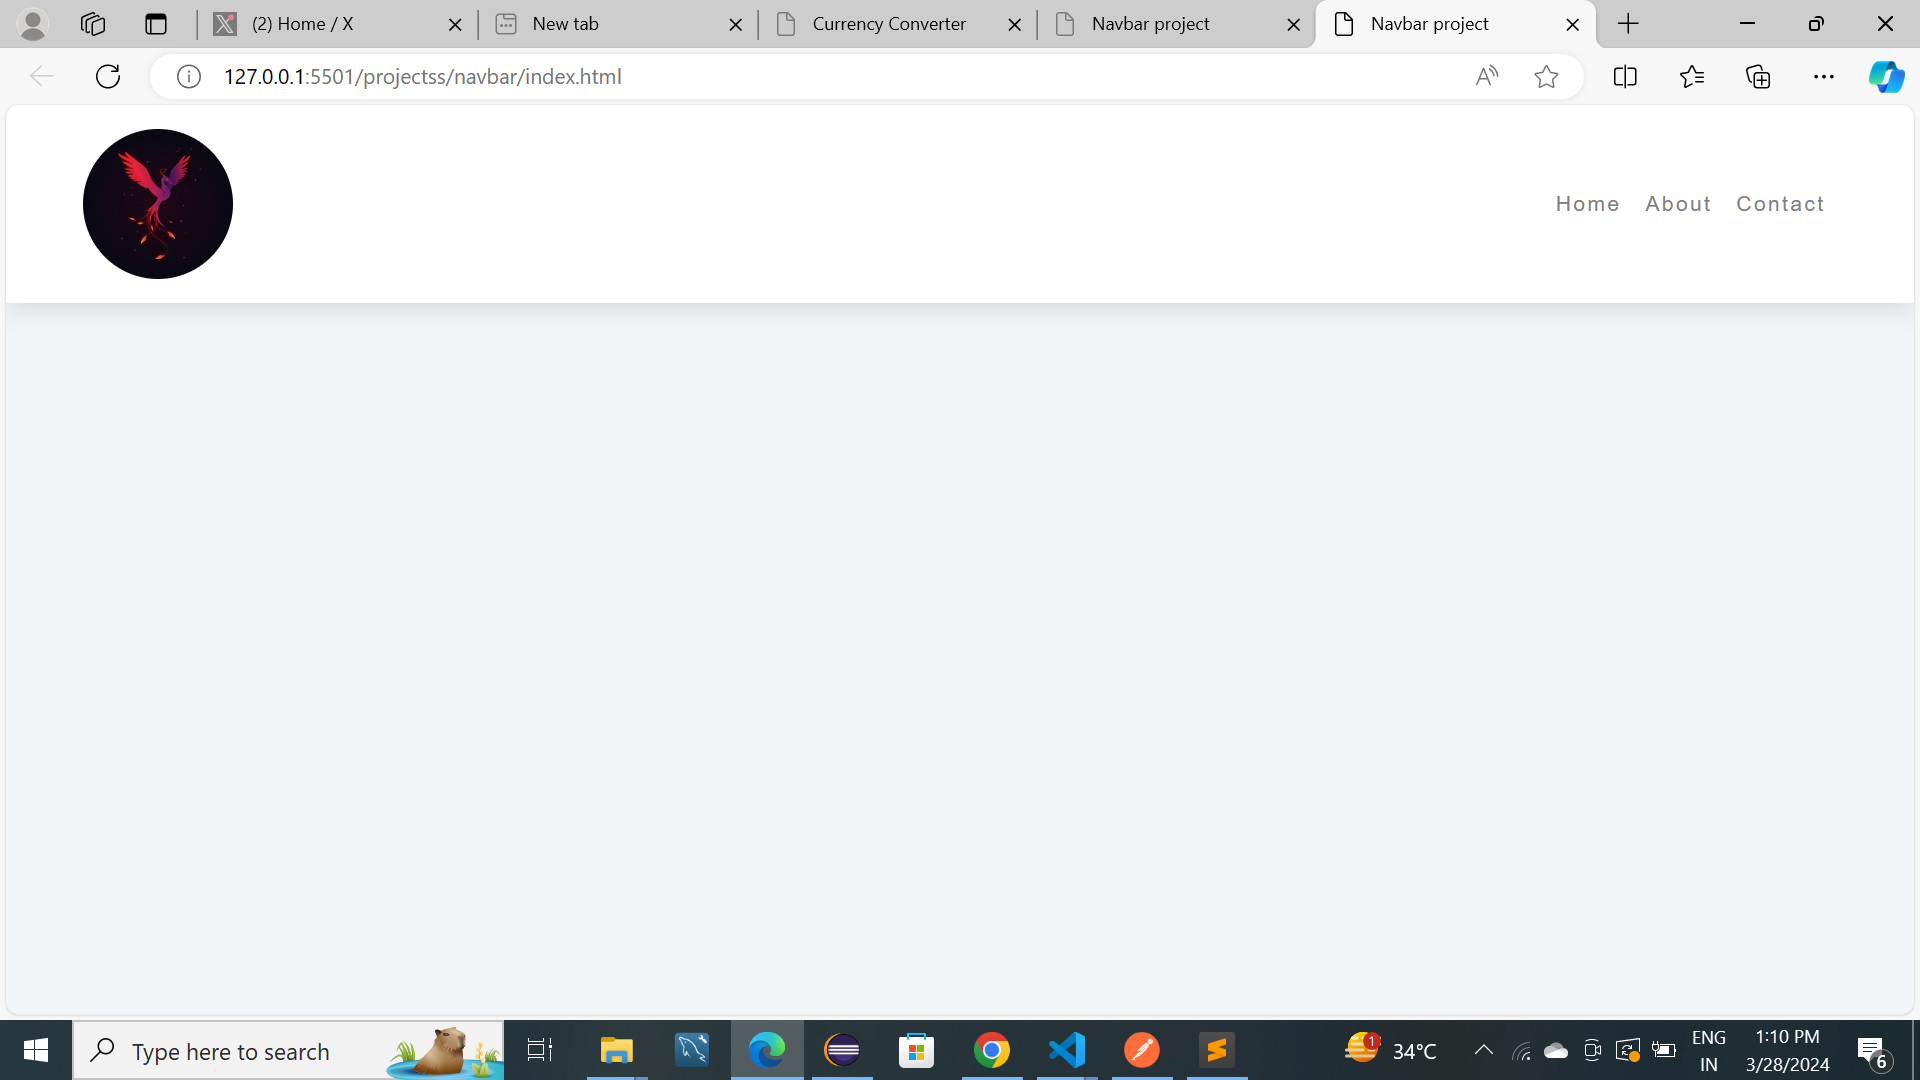 (2) Home / X
New tab
Currency Converter
Navbar project
Navbar project
127.0.0.1:5501/projectss/navbar/index.html
Home About Contact
Type here to search
1
34°C
ENG
IN
1:10 PM
3/28/2024
6